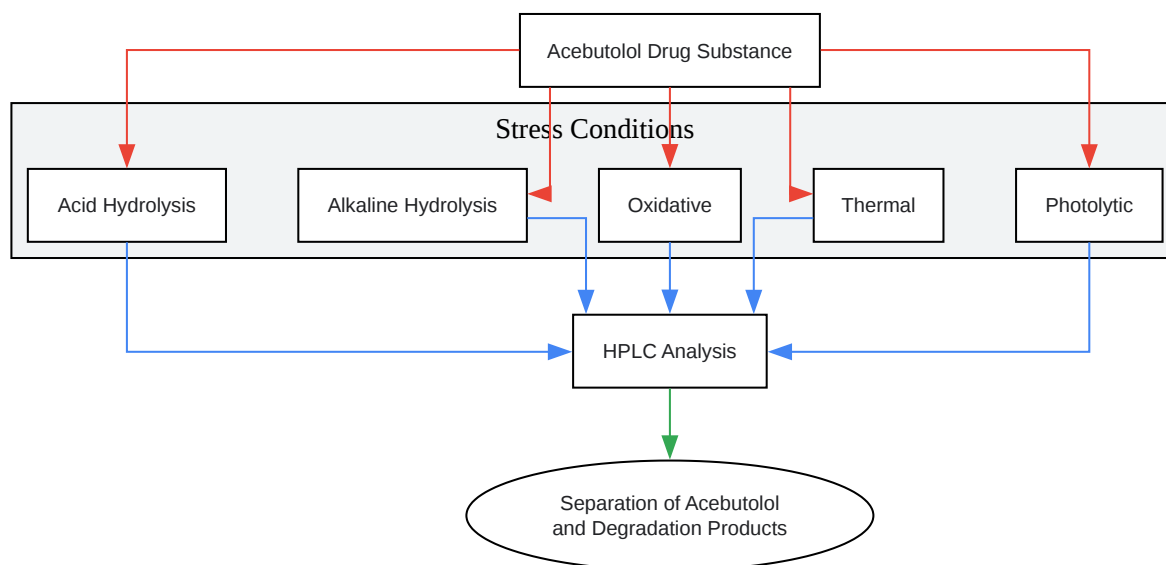 Acebutolol Drug Substance
Stress Conditions
Acid Hydrolysis
Alkaline Hydrolysis
Oxidative
Thermal
Photolytic
HPLC Analysis
Separation of Acebutolol
and Degradation Products